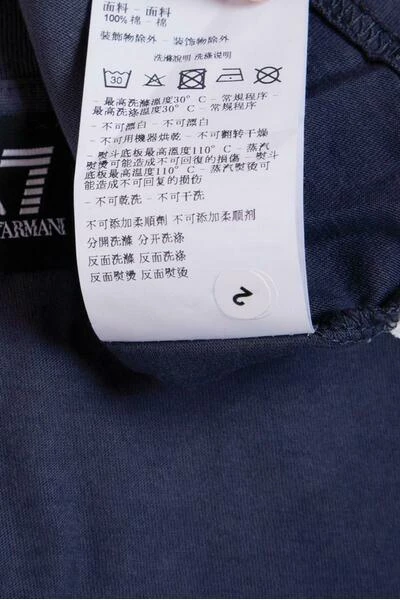 面料 - 面料
100% 棉 - 棉
裝飾物除外 - 装饰物除外
洗滌說明 洗涤说明
30
- 最高洗滌溫度30° C - 常規程序 -
最高洗涤温度30° C - 常规程序
- 不可漂白 - 不可漂白
- 不可用機器烘乾 - 不可翻转干燥
- 熨斗底板最高溫度110° C - 蒸汽
熨燙可能造成不可回復的損傷 - 熨斗
底板最高温度110° C - 蒸汽熨烫可
能造成不可回复的损伤
- 不可乾洗 - 不可干洗
不可添加柔順劑 不可添加柔顺剂
分開洗滌 分开洗涤
反面洗滌 反面洗涤
反面熨燙 反面熨烫
2
7
ARMANI